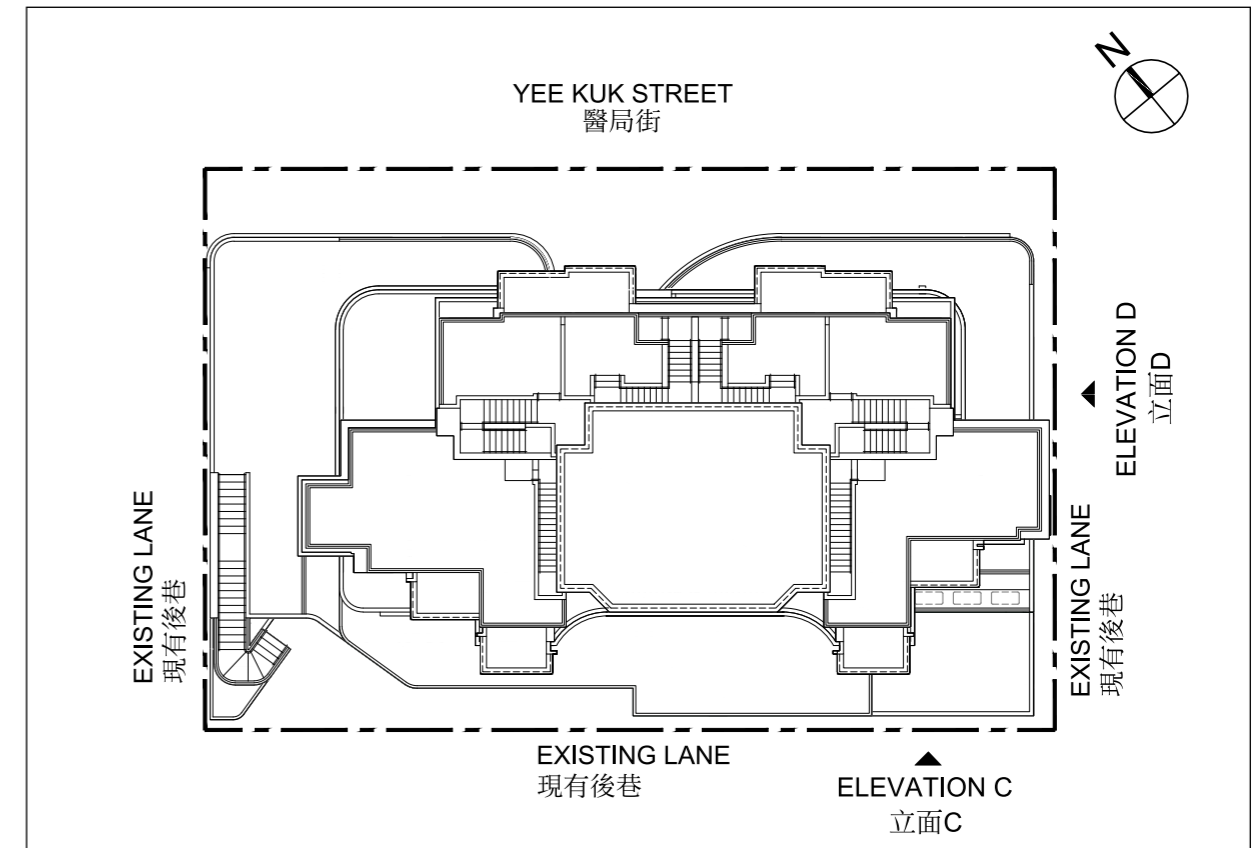 N
YEE KUK STREET
醫局街
ELEVATION D
立面D
EXISTING LANE
現有後巷
EXISTING LANE
現有後巷
EXISTING LANE
現有後巷
ELEVATION C
立面C